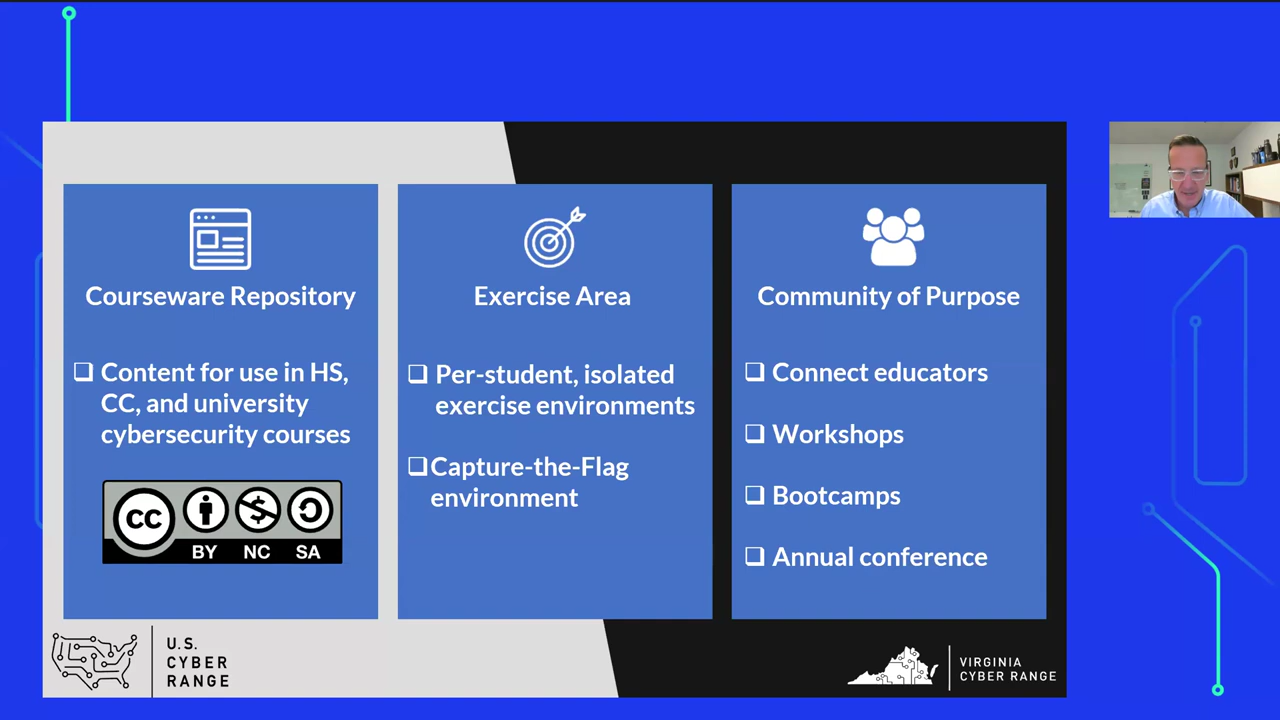 Courseware Repository
❑ Content for use in HS,
CC, and university
cybersecurity courses
cc
BY NC SA
Exercise Area
❑ Per-student, isolated
exercise environments
❑ Capture-the-Flag
environment
Community of Purpose
❑ Connect educators
❑ Workshops
❑ Bootcamps
❑ Annual conference
U.S.
CYBER
RANGE
VIRGINIA
CYBER RANGE